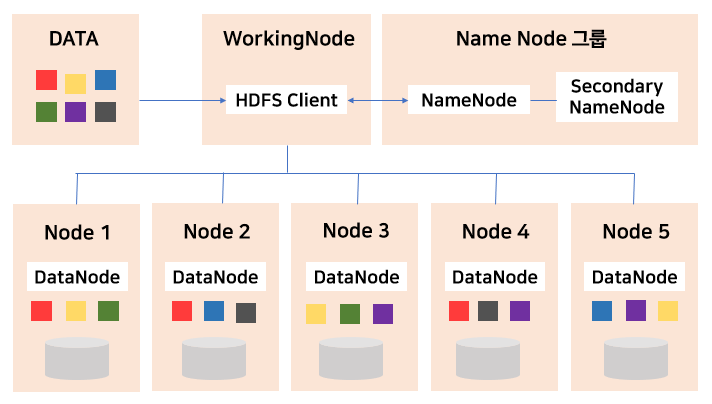 DATA
WorkingNode
Name Node 그룹
HDFS Client
NameNode
Secondary
NameNode
Node 1
Node 2
Node 3
Node 4
Node 5
DataNode
DataNode
DataNode
DataNode
DataNode